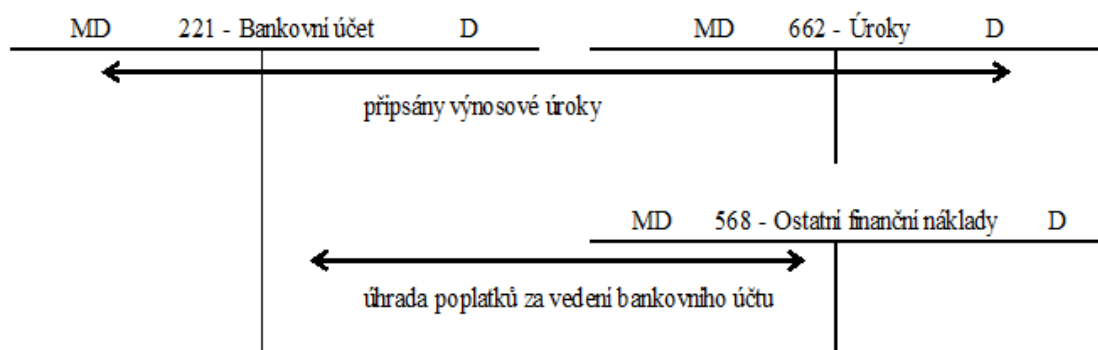 MD 221 - Bankovní účet D MD 662 - Úroky D
připsány výnosové úroky
MD 568 - Ostatní finanční náklady D
úhrada poplatků za vedení bankovního účtu